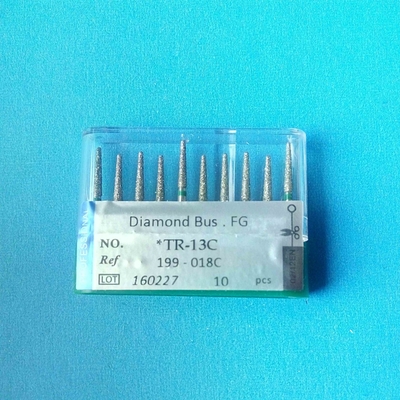 Diamond Bus . FG
NO. *TR-13C
Ref 199 - 018C
LOT 160227 10 pcs